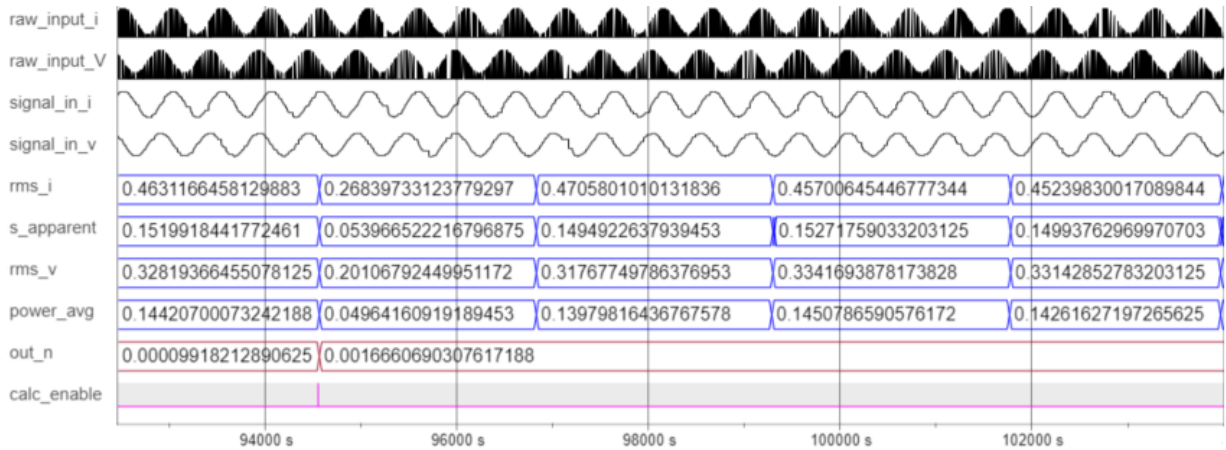 raw_input_i
raw_input_V
signal_in_i
signal_in_v
rms_i 0.4631166458129883 0.26839733123779297 0.4705801010131836 0.45700645446777344 0.45239830017089844
s_apparent 0.1519918441772461 0.053966522216796875 0.1494922637939453 0.15271759033203125 0.14993762969970703
rms_v 0.328193664550781​25 0.20106792449951172 0.31767749786376953 0.3341693878173828 0.33142852783203125
power_avg 0.14420700073242188 0.04964160919189453 0.13979816436767578 0.1450786590576172 0.14261627197265625
out_n 0.00009918212890625 0.0016660690307617188
calc_enable
94000 s 96000 s 98000 s 100000 s 102000 s